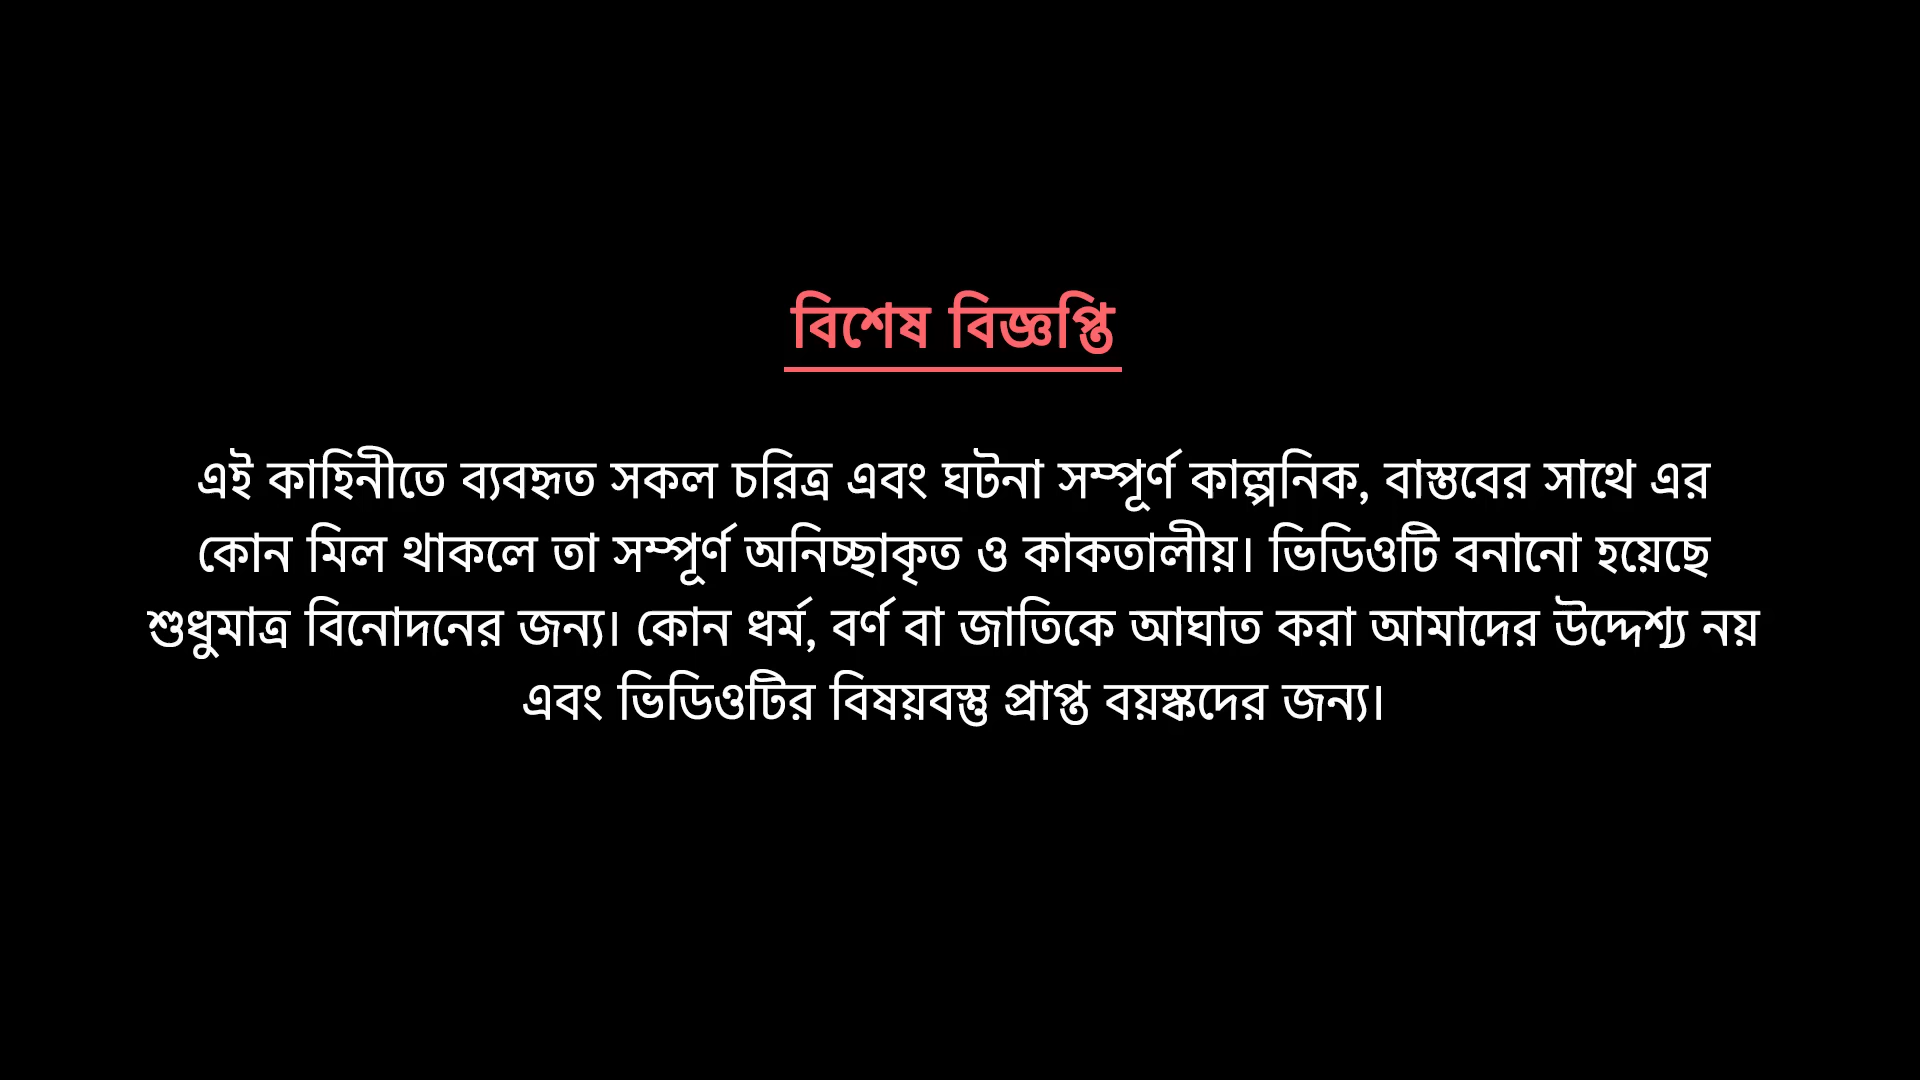 বিশেষ বিজ্ঞপ্তি
এই কাহিনীতে ব্যবহৃত সকল চরিত্র এবং ঘটনা সম্পূর্ণ কাল্পনিক, বাস্তবের সাথে এর
কোন মিল থাকলে তা সম্পূর্ণ অনিচ্ছাকৃত ও কাকতালীয়। ভিডিওটি বনানো হয়েছে
শুধুমাত্র বিনোদনের জন্য। কোন ধর্ম, বর্ণ বা জাতিকে আঘাত করা আমাদের উদ্দেশ্য নয়
এবং ভিডিওটির বিষয়বস্তু প্রাপ্ত বয়স্কদের জন্য।